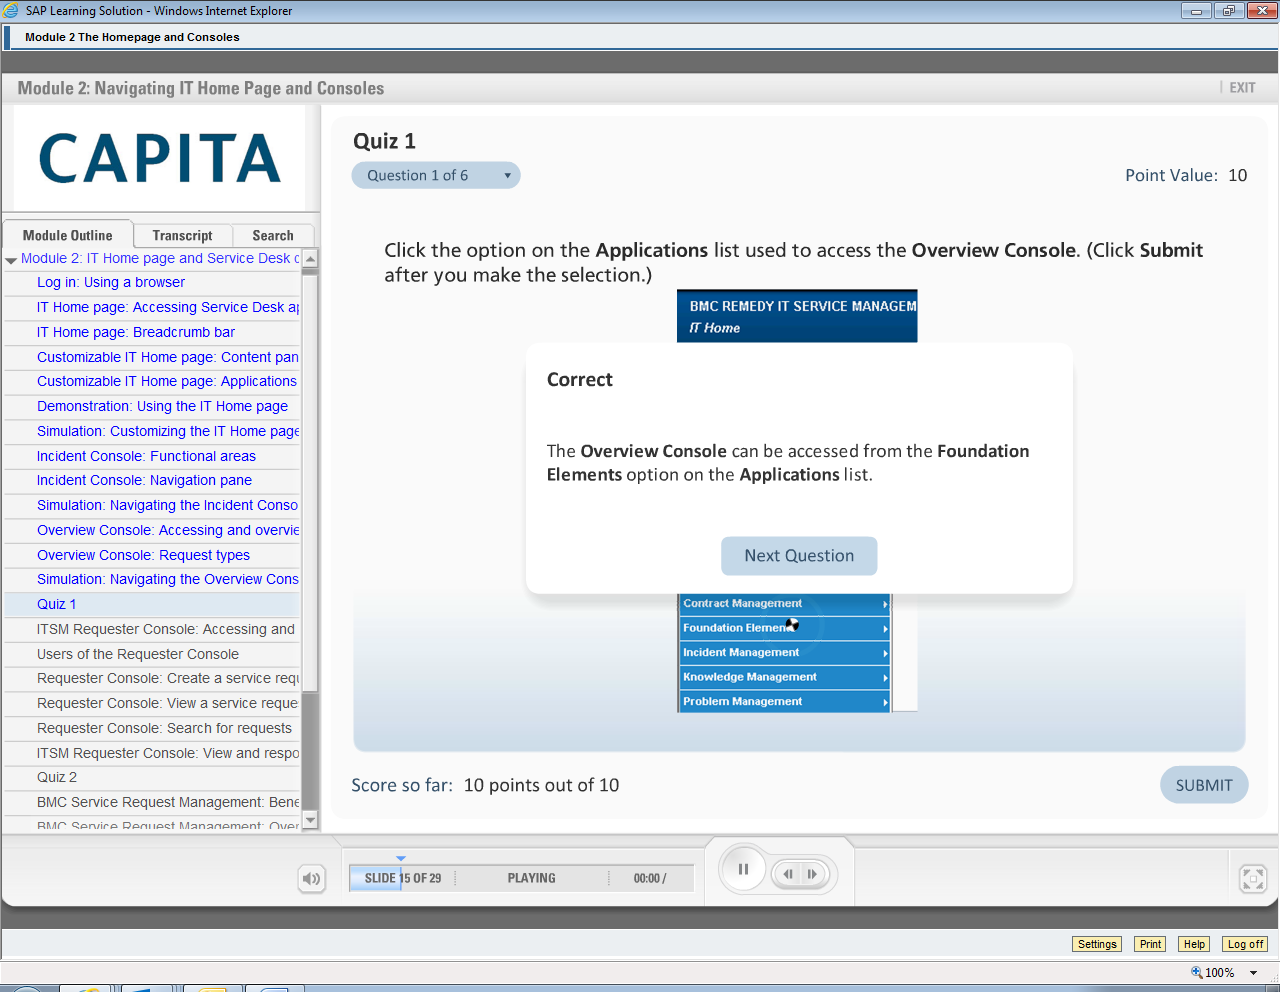 SAP Learning Solution - Windows Internet Explorer
Module 2 The Homepage and Consoles
Module 2: Navigating IT Home Page and Consoles
EXIT
CAPITA
Module Outline
Transcript
Search
Module 2: IT Home page and Service Desk c
Log in: Using a browser
IT Home page: Accessing Service Desk ap
IT Home page: Breadcrumb bar
Customizable IT Home page: Content pan
Customizable IT Home page: Applications
Demonstration: Using the IT Home page
Simulation: Customizing the IT Home page
Incident Console: Functional areas
Incident Console: Navigation pane
Simulation: Navigating the Incident Conso
Overview Console: Accessing and overvie
Overview Console: Request types
Simulation: Navigating the Overview Cons
Quiz 1
ITSM Requester Console: Accessing and
Users of the Requester Console
Requester Console: Create a service requ
Requester Console: View a service reque
Requester Console: Search for requests
ITSM Requester Console: View and respo
Quiz 2
BMC Service Request Management: Bene
BMC Service Request Management: Over
Quiz 1
Question 1 of 6
Point Value: 10
Click the option on the Applications list used to access the Overview Console. (Click Submit
after you make the selection.)
BMC REMEDY IT SERVICE MANAGEM
IT Home
Correct
The Overview Console can be accessed from the Foundation
Elements option on the Applications list.
Next Question
Contract Management
Foundation Elements
Incident Management
Knowledge Management
Problem Management
Score so far: 10 points out of 10
SUBMIT
SLIDE 15 OF 29
PLAYING
00:00 /
Settings
Print
Help
Log off
100%